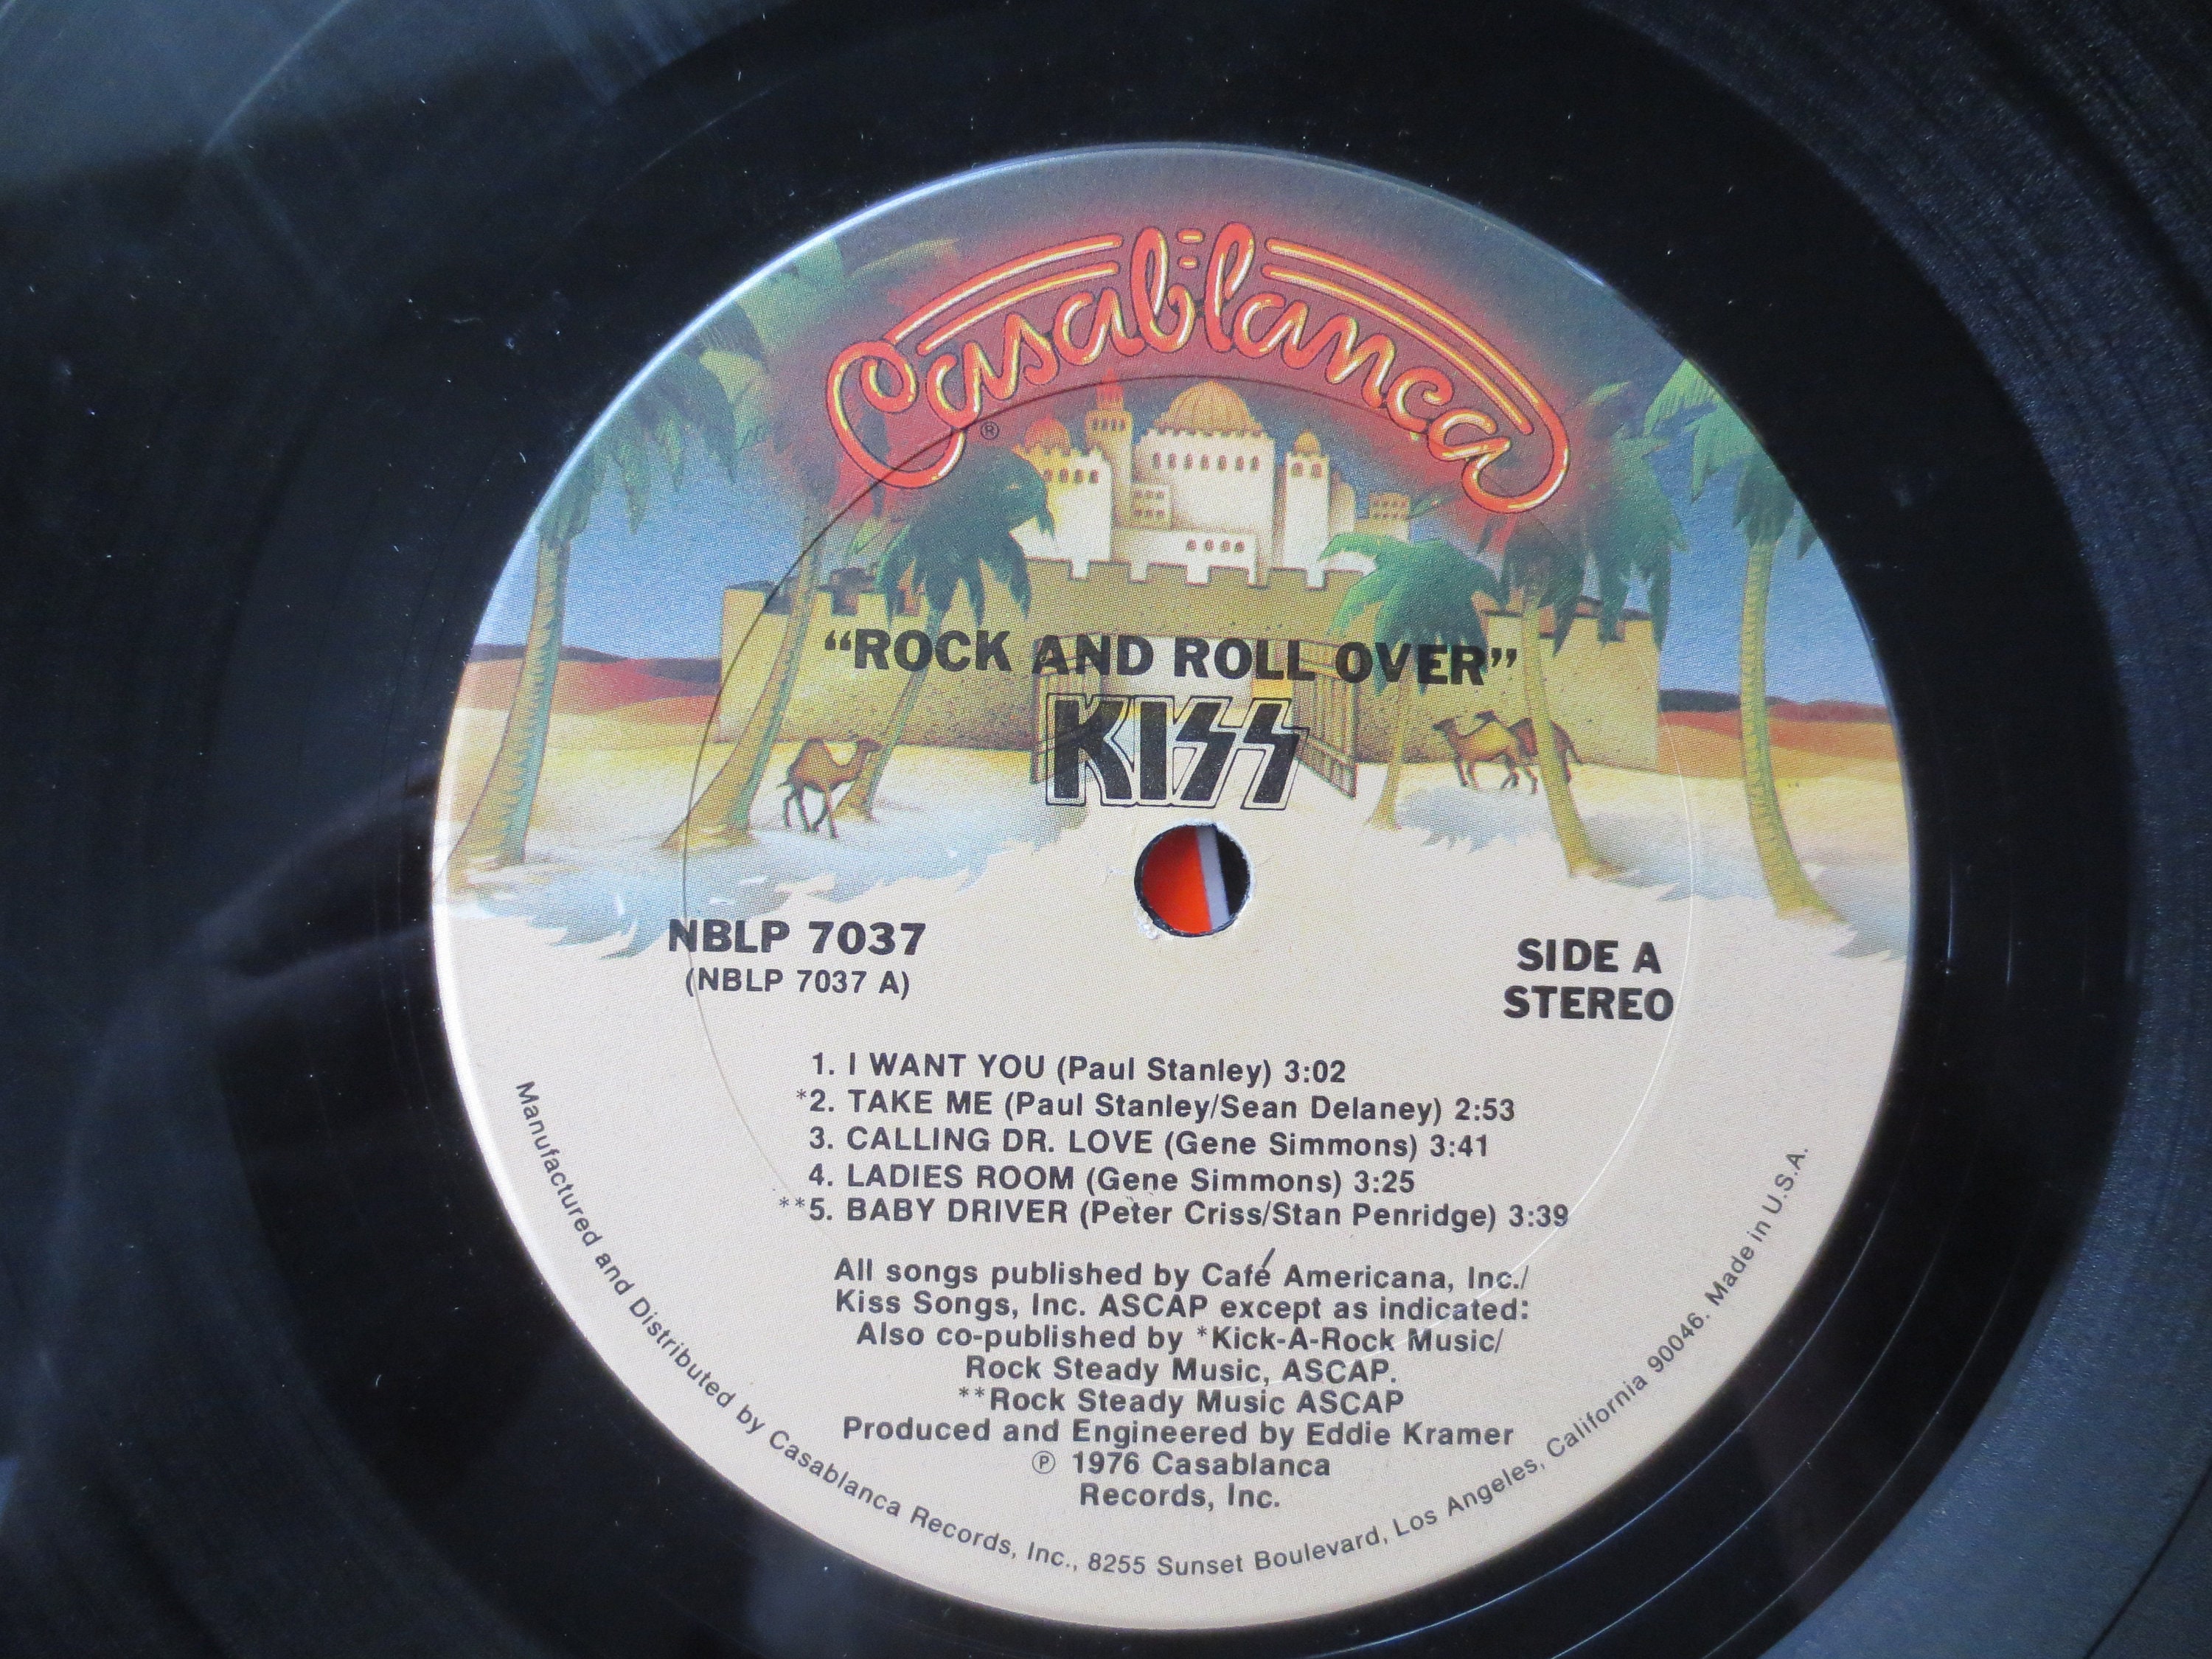 Casablanca
®
“ROCK AND ROLL OVER”
KISS
NBLP 7037
(NBLP 7037 A)
SIDE A
STEREO
1. I WANT YOU (Paul Stanley) 3:02
*2. TAKE ME (Paul Stanley/Sean Delaney) 2:53
3. CALLING DR. LOVE (Gene Simmons) 3:41
4. LADIES ROOM (Gene Simmons) 3:25
**5. BABY DRIVER (Peter Criss/Stan Penridge) 3:39
All songs published by Café Americana, Inc./
Kiss Songs, Inc. ASCAP except as indicated:
Also co-published by *Kick-A-Rock Music/
Rock Steady Music, ASCAP.
**Rock Steady Music ASCAP
Produced and Engineered by Eddie Kramer
℗ 1976 Casablanca
Records, Inc.
Manufactured and Distributed by Casablanca Records, Inc., 8255 Sunset Boulevard, Los Angeles, California 90046. Made in U.S.A.